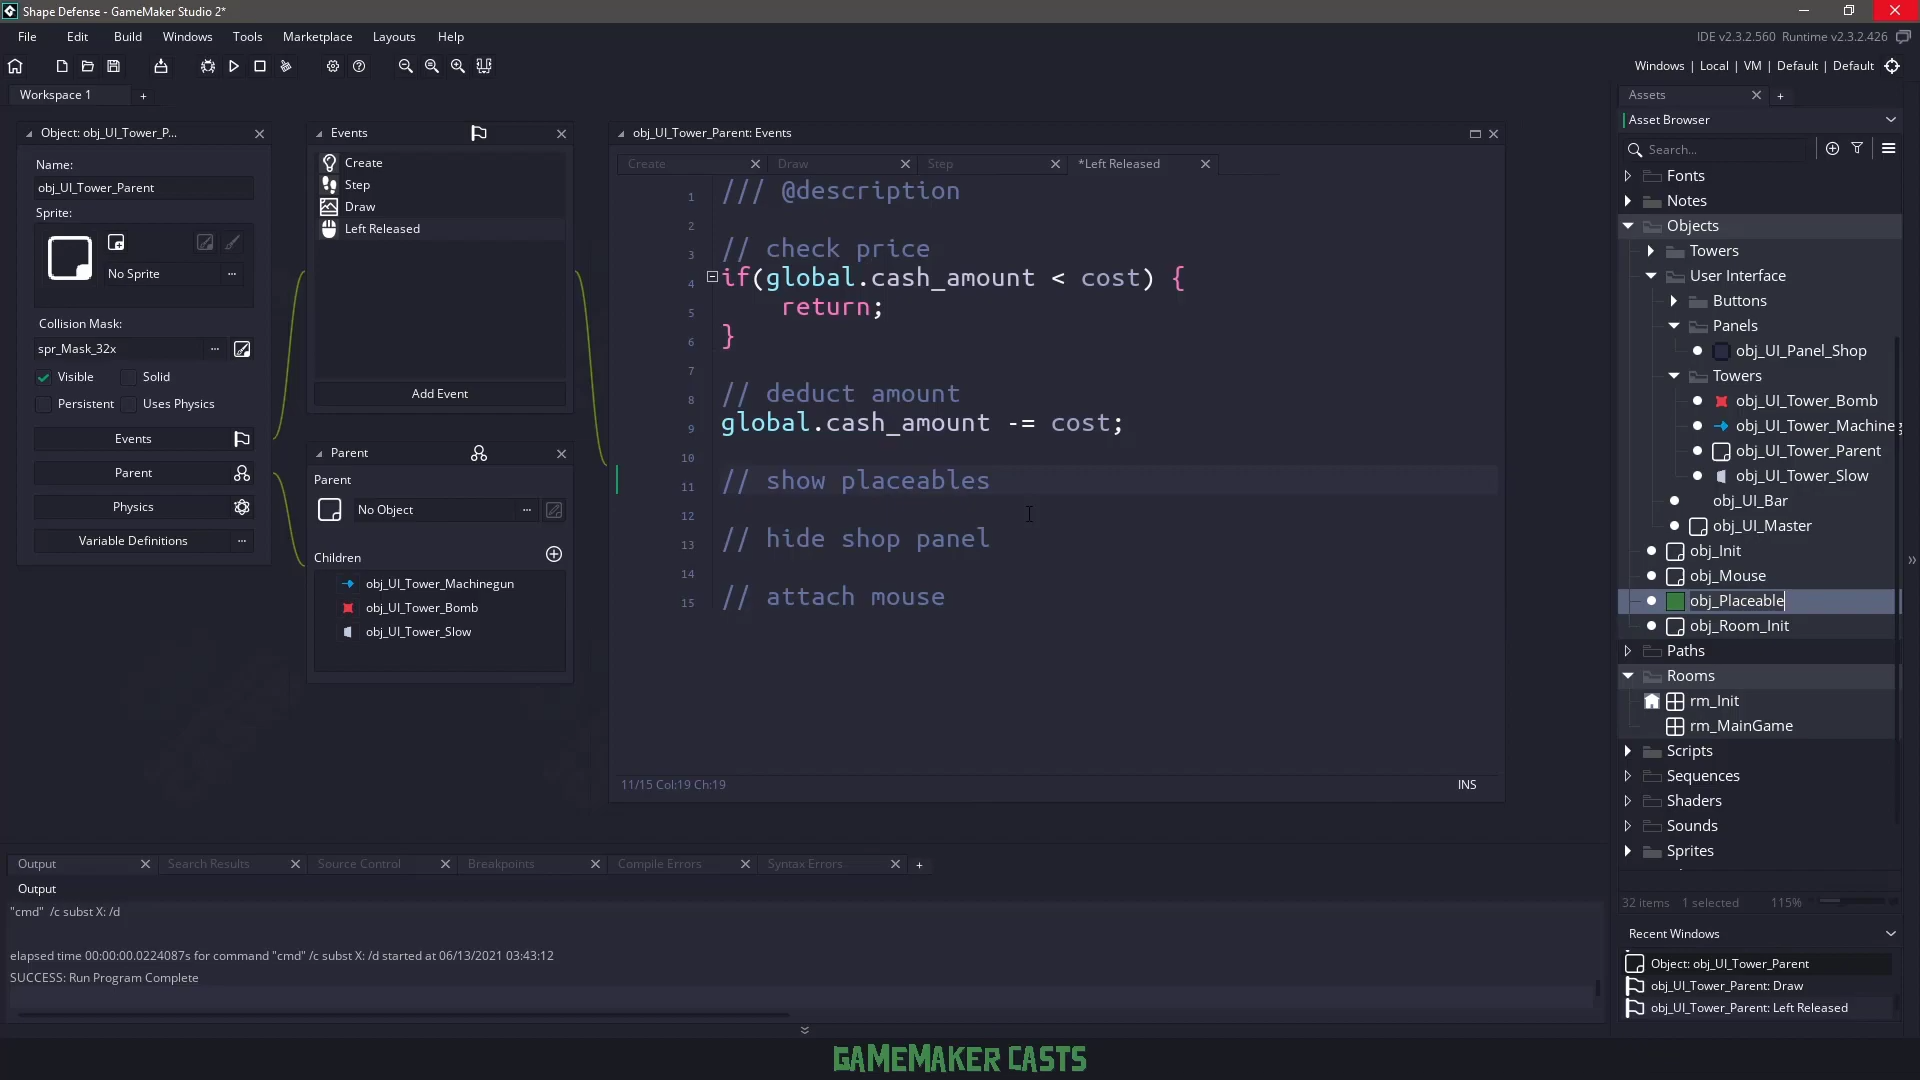 Shape Defense - GameMaker Studio 2*
File Edit Build Windows Tools Marketplace Layouts Help
IDE v2.3.2.560 Runtime v2.3.2.426
Windows | Local | VM | Default | Default
Workspace 1 +
Object: obj_UI_Tower_P...
Name:
obj_UI_Tower_Parent
Sprite:
No Sprite ...
Collision Mask:
spr_Mask_32x ...
Visible Solid
Persistent Uses Physics
Events
Parent
Physics
Variable Definitions ...
Events
Create
Step
Draw
Left Released
Add Event
Parent
Parent
No Object ...
Children
obj_UI_Tower_Machinegun
obj_UI_Tower_Bomb
obj_UI_Tower_Slow
obj_UI_Tower_Parent: Events
Create Draw Step *Left Released
1 /// @description
2
3 // check price
4 if(global.cash_amount < cost) {
5 return;
6 }
7
8 // deduct amount
9 global.cash_amount -= cost;
10
11 // show placeables
12
13 // hide shop panel
14
15 // attach mouse
11/15 Col:19 Ch:19 INS
Output Search Results Source Control Breakpoints Compile Errors Syntax Errors +
Output
"cmd" /c subst X: /d
elapsed time 00:00:00.0224087s for command "cmd" /c subst X: /d started at 06/13/2021 03:43:12
SUCCESS: Run Program Complete
Assets +
Asset Browser
Search...
Fonts
Notes
Objects
Towers
User Interface
Buttons
Panels
obj_UI_Panel_Shop
Towers
obj_UI_Tower_Bomb
obj_UI_Tower_Machineg
obj_UI_Tower_Parent
obj_UI_Tower_Slow
obj_UI_Bar
obj_UI_Master
obj_Init
obj_Mouse
obj_Placeable
obj_Room_Init
Paths
Rooms
rm_Init
rm_MainGame
Scripts
Sequences
Shaders
Sounds
Sprites
32 items 1 selected 115%
Recent Windows
Object: obj_UI_Tower_Parent
obj_UI_Tower_Parent: Draw
obj_UI_Tower_Parent: Left Released
GAMEMAKER CASTS